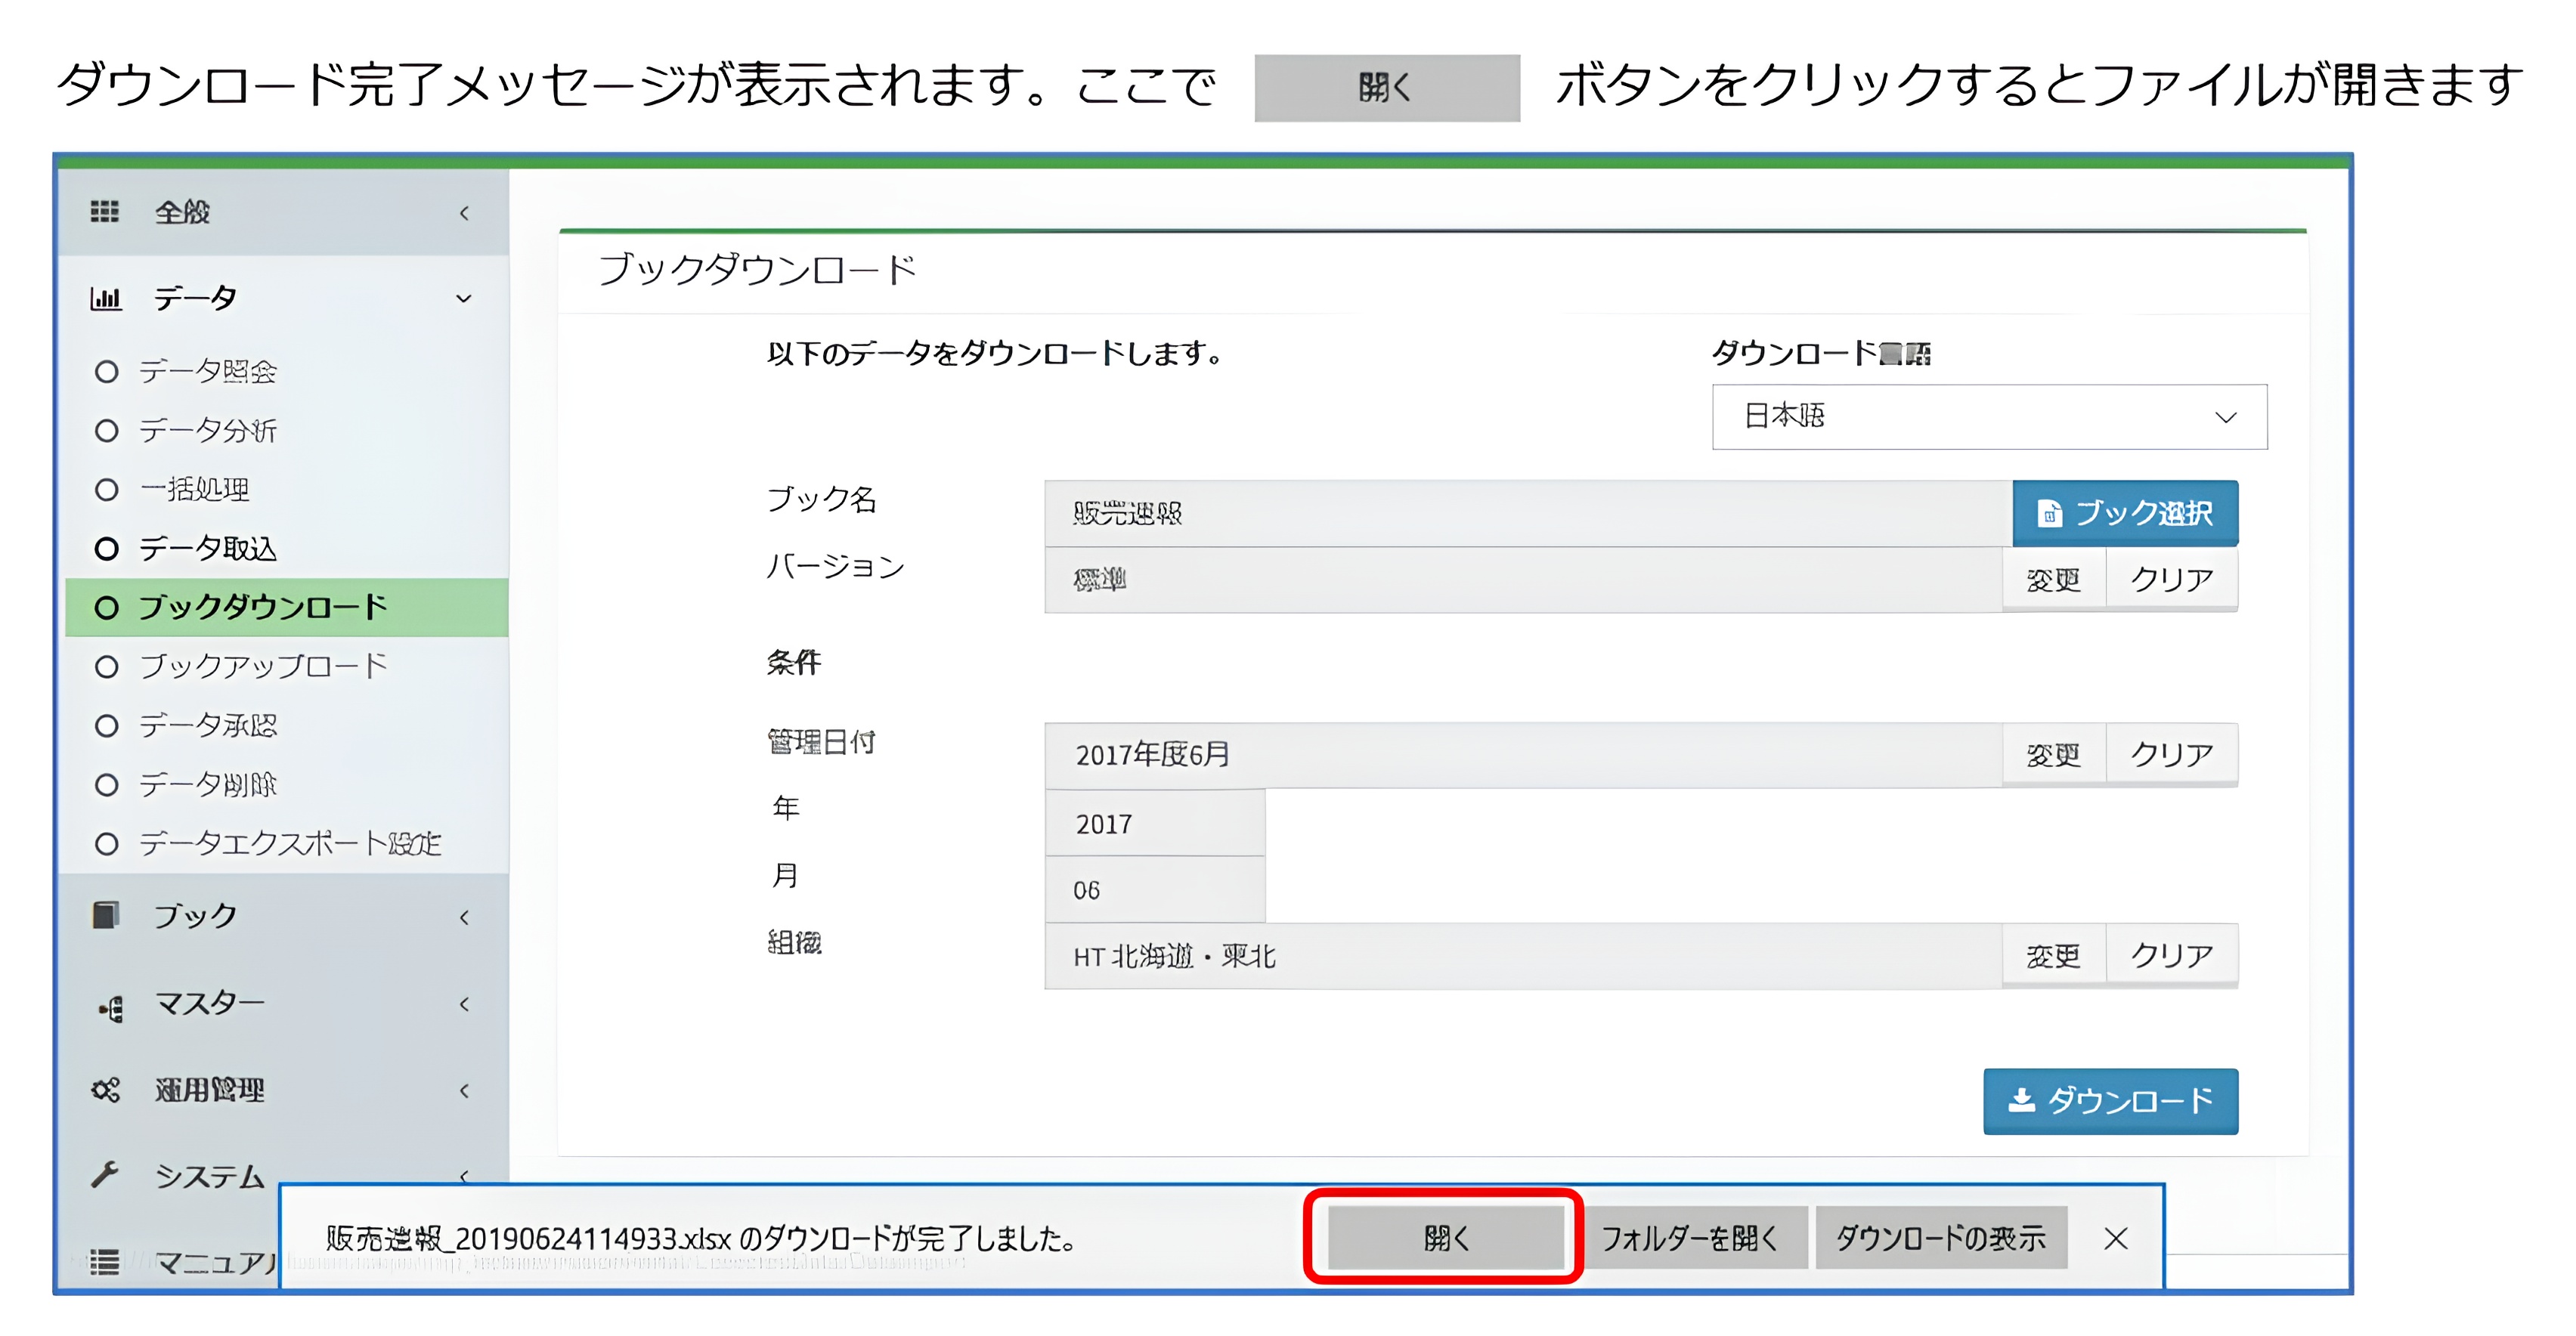 ダウンロード完了メッセージが表示されます。ここで 開く ボタンをクリックするとファイルが開きます
全般
データ
データ照会
データ分析
一括処理
データ取込
ブックダウンロード
ブックアップロード
データ承認
データ削除
データエクスポート設定
ブック
マスター
運用管理
システム
マニュアル
ブックダウンロード
以下のデータをダウンロードします。
ダウンロード言語
日本語
ブック名 販売速報 ブック選択
バージョン 標準 変更 クリア
条件
管理日付 2017年度6月 変更 クリア
年 2017
月 06
組織 HT 北海道・東北 変更 クリア
ダウンロード
販売速報_20190624114933.xlsx のダウンロードが完了しました。 開く フォルダーを開く ダウンロードの表示